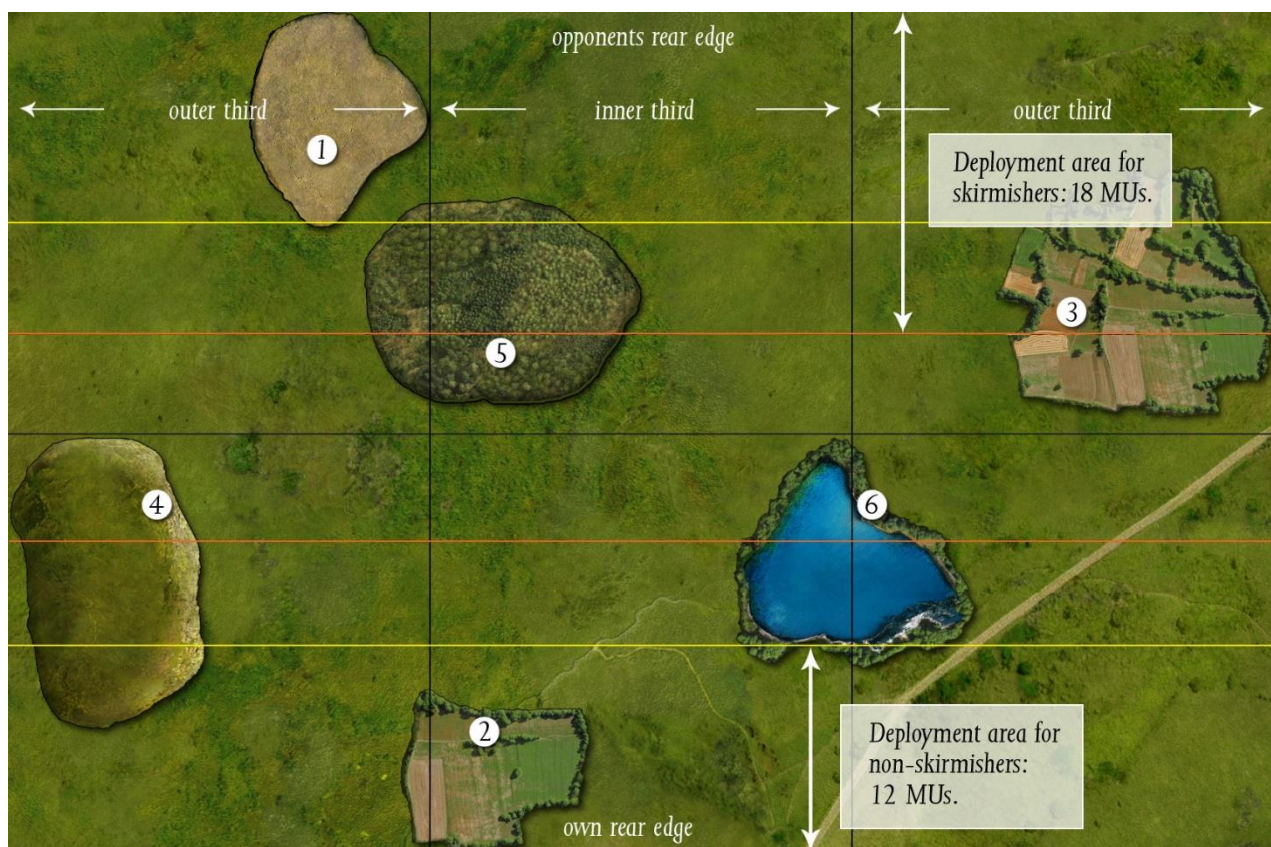 opponents rear edge
outer third
inner third
outer third
1
Deployment area for
skirmishers: 18 MUs.
3
5
4
6
2
Deployment area for
non-skirmishers:
12 MUs.
own rear edge